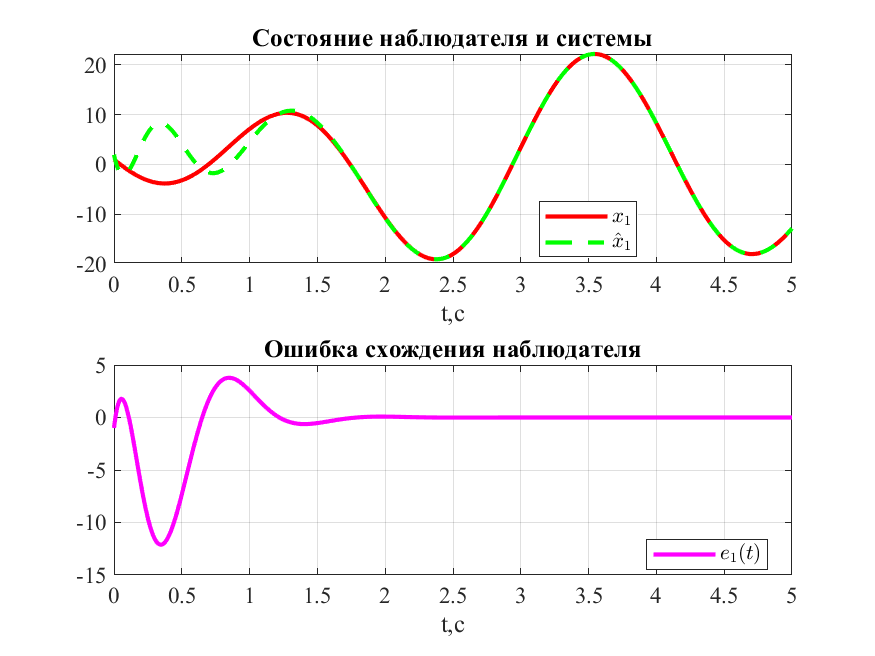 Состояние наблюдателя и системы
20
10
0
-10
-20
x₁
x̂₁
0 0.5 1 1.5 2 2.5 3 3.5 4 4.5 5
t,c
Ошибка схождения наблюдателя
5
0
-5
-10
-15
e₁(t)
0 0.5 1 1.5 2 2.5 3 3.5 4 4.5 5
t,c